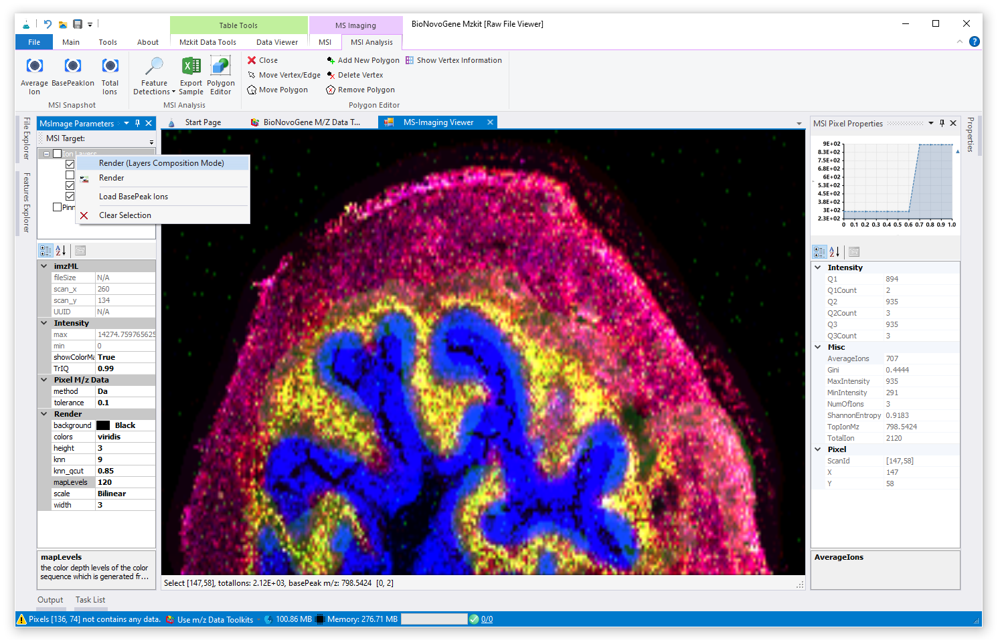 Table Tools
MS Imaging
BioNovoGene Mzkit [Raw File Viewer]
File
Main
Tools
About
Mzkit Data Tools
Data Viewer
MSI
MSI Analysis
?
Average Ion
BasePeakIon
Total Ions
MSI Snapshot
Feature Detections
Export Sample
Polygon Editor
MSI Analysis
Close
Move Vertex/Edge
Move Polygon
Add New Polygon
Delete Vertex
Remove Polygon
Show Vertex Information
Polygon Editor
File Explorer
Features Explorer
MsImage Parameters
MSI Target:
Ion Layers
Pinn
Render (Layers Composition Mode)
Render
Load BasePeak Ions
Clear Selection
imzML
fileSize N/A
scan_x 260
scan_y 134
UUID N/A
Intensity
max 14274.759765625
min 0
showColorMa True
TrIQ 0.99
Pixel M/z Data
method Da
tolerance 0.1
Render
background Black
colors viridis
height 3
knn 9
knn_qcut 0.85
mapLevels 120
scale Bilinear
width 3
mapLevels
the color depth levels of the color
sequence which is generated fr...
Output
Task List
Start Page
BioNovoGene M/Z Data T...
MS-Imaging Viewer
Select [147,58], totalIons: 2.12E+03, basePeak m/z: 798.5424 [0, 2]
MSI Pixel Properties
Properties
9E+02
8.3E+02
7.5E+02
6.8E+02
6E+02
5.3E+02
4.5E+02
3.8E+02
3E+02
2.3E+02
0 0.1 0.2 0.3 0.4 0.5 0.6 0.7 0.8 0.9 1.0
Intensity
Q1 894
Q1Count 2
Q2 935
Q2Count 3
Q3 935
Q3Count 3
Misc
AverageIons 707
Gini 0.4444
MaxIntensity 935
MinIntensity 291
NumOfIons 3
ShannonEntropy 0.9183
TopIonMz 798.5424
TotalIon 2120
Pixel
ScanId [147,58]
X 147
Y 58
AverageIons
Pixels [136, 74] not contains any data.
Use m/z Data Toolkits
100.86 MB
Memory: 276.71 MB
0/0